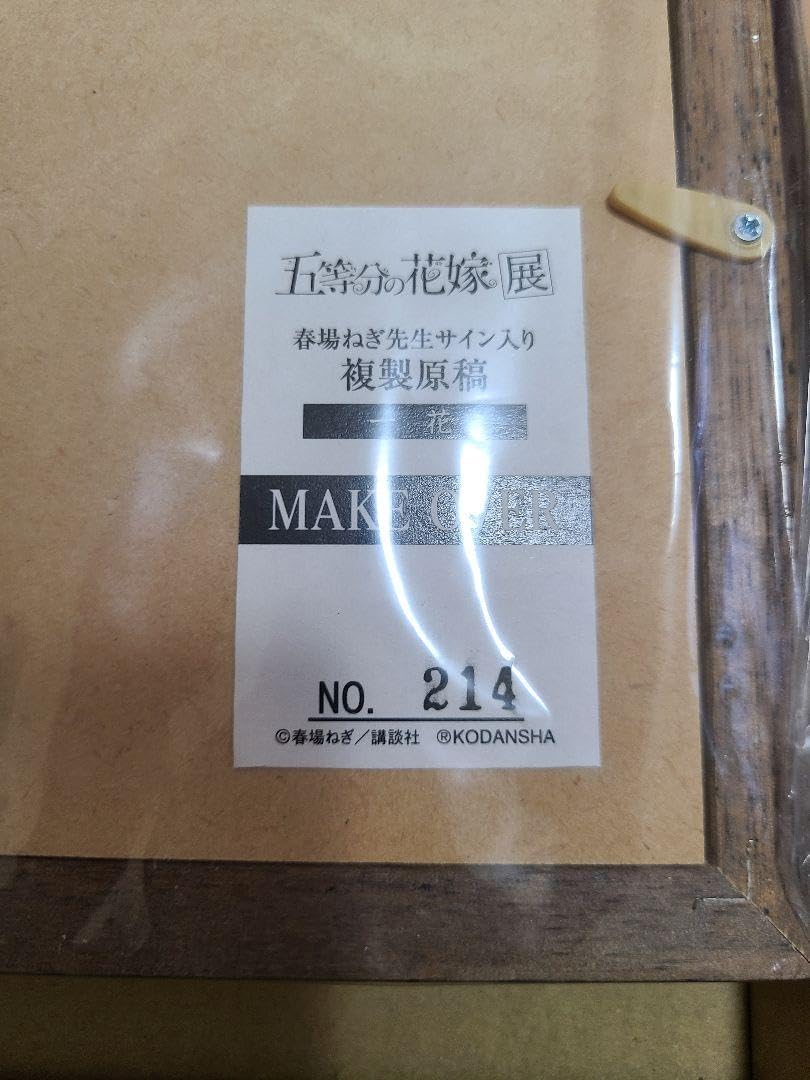 五等分の花嫁展
春場ねぎ先生サイン入り
複製原稿
一花
MAKE OVER
NO. 214
©春場ねぎ／講談社 ®KODANSHA